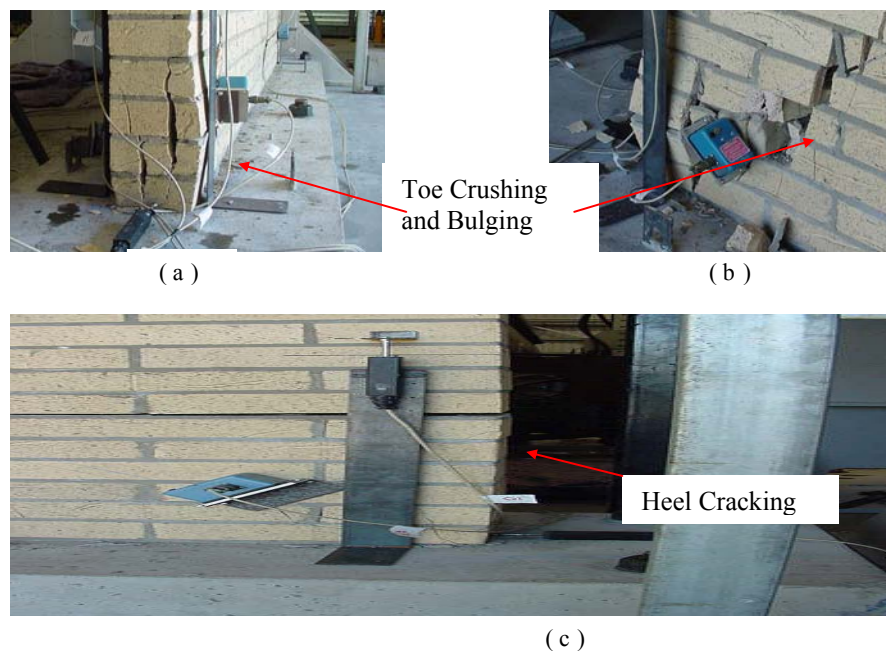 Toe Crushing
and Bulging
( a )
( b )
Heel Cracking
( c )